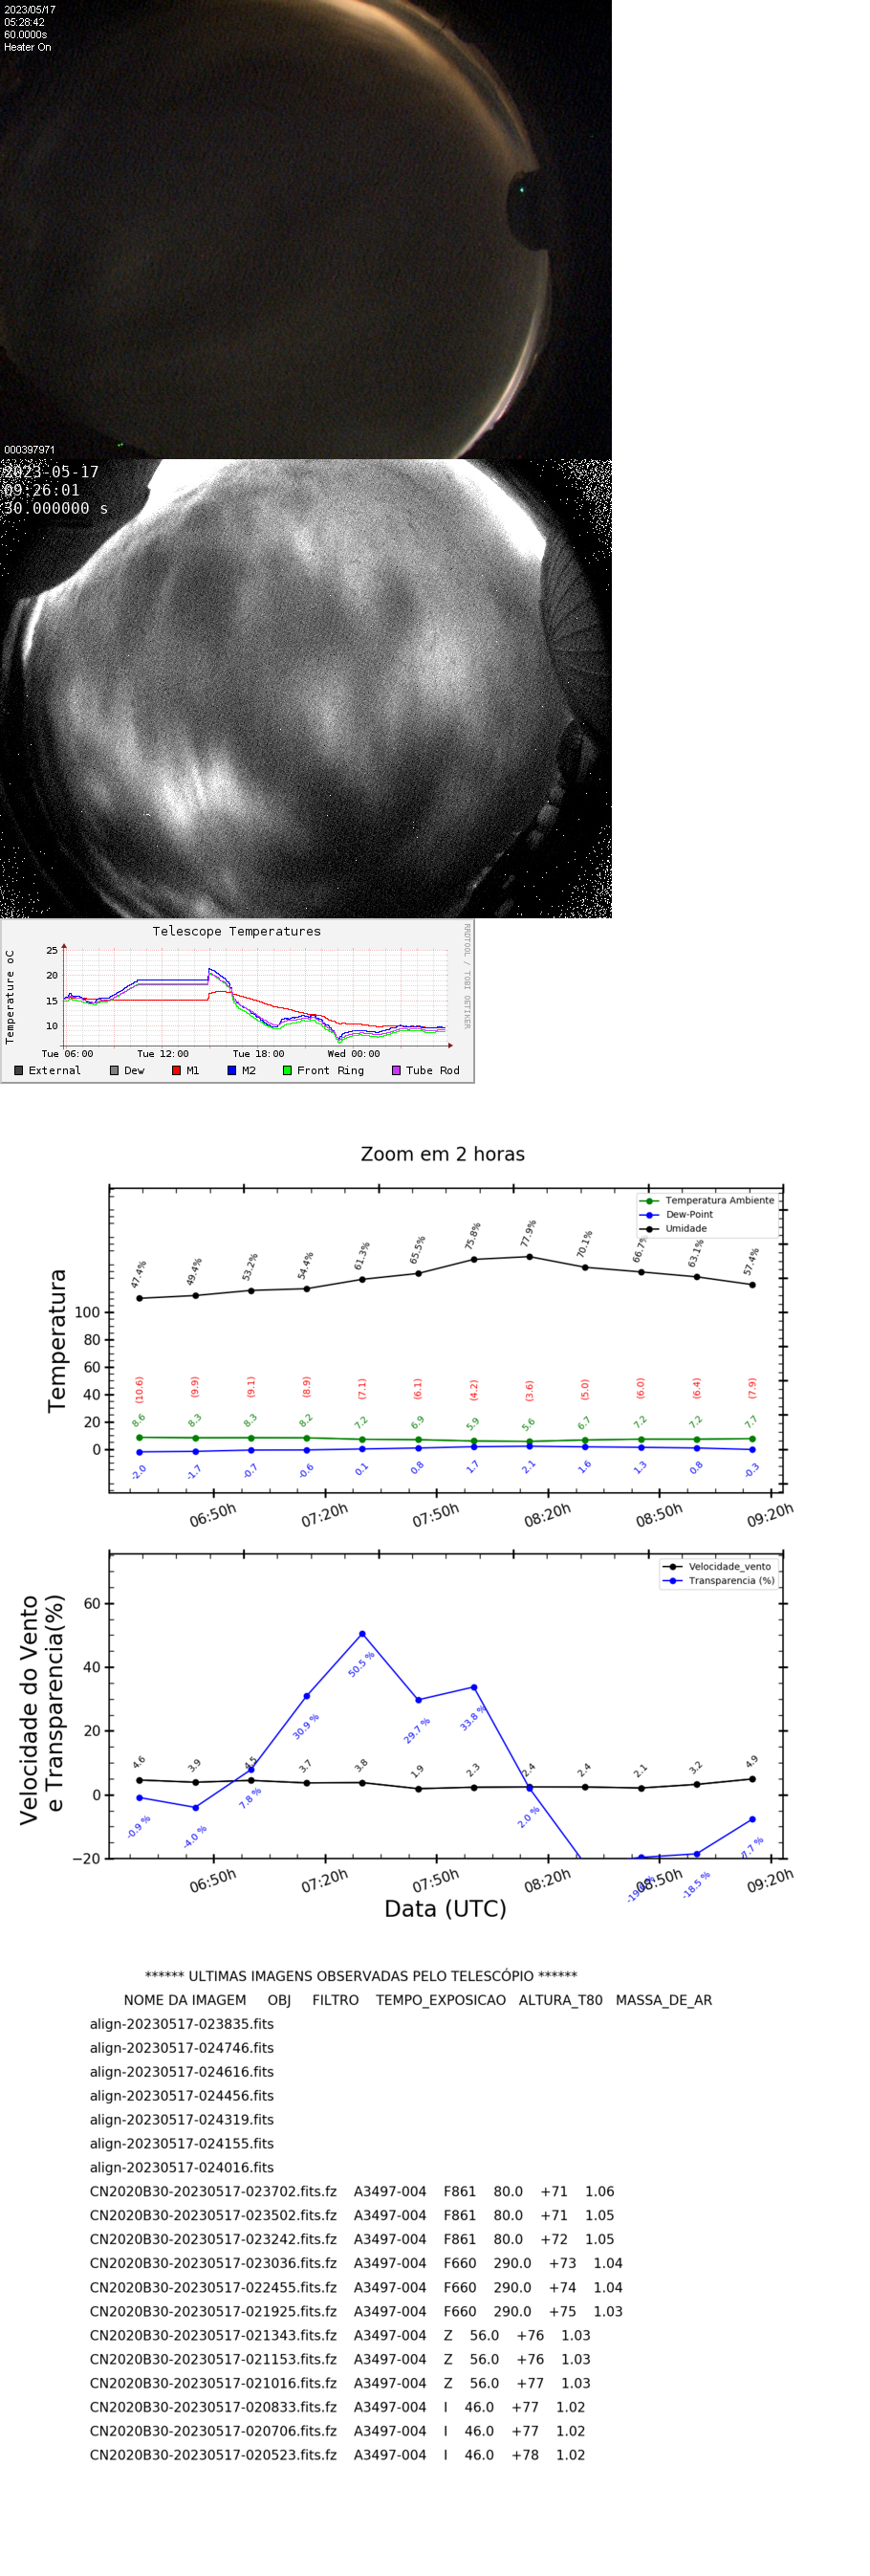 2023/05/17
05:28:42
60.0000s
Heater On
000397971
2023-05-17
09:26:01
30.000000 s
Telescope Temperatures
RRDTOOL / TOBI OETIKER
Temperature oC
25
20
15
10
Tue 06:00 Tue 12:00 Tue 18:00 Wed 00:00
External Dew M1 M2 Front Ring Tube Rod
Zoom em 2 horas
Temperatura Ambiente
Dew-Point
Umidade
47.4% 49.4% 53.2% 54.4% 61.3% 65.5% 75.8% 77.9% 70.1% 66.7% 63.1% 57.4%
Temperatura
100
80
60
40
20
0
(10.6) (9.9) (9.1) (8.9) (7.1) (6.1) (4.2) (3.6) (5.0) (6.0) (6.4) (7.9)
8.6 8.3 8.3 8.2 7.2 6.9 5.9 5.6 6.7 7.2 7.2 7.7
-2.0 -1.7 -0.7 -0.6 0.1 0.8 1.7 2.1 1.6 1.3 0.8 -0.3
06:50h 07:20h 07:50h 08:20h 08:50h 09:20h
Velocidade_vento
Transparencia (%)
Velocidade do Vento
e Transparencia(%)
60
40
20
0
−20
4.6 3.9 4.5 3.7 3.8 1.9 2.3 2.4 2.4 2.1 3.2 4.9
-0.9 % -4.0 % 7.8 % 30.9 % 50.5 % 29.7 % 33.8 % 2.0 % -18.5 % -7.7 %
06:50h 07:20h 07:50h 08:20h 08:50h 09:20h
Data (UTC)
****** ULTIMAS IMAGENS OBSERVADAS PELO TELESCÓPIO ******
NOME DA IMAGEM OBJ FILTRO TEMPO_EXPOSICAO ALTURA_T80 MASSA_DE_AR
align-20230517-023835.fits
align-20230517-024746.fits
align-20230517-024616.fits
align-20230517-024456.fits
align-20230517-024319.fits
align-20230517-024155.fits
align-20230517-024016.fits
CN2020B30-20230517-023702.fits.fz A3497-004 F861 80.0 +71 1.06
CN2020B30-20230517-023502.fits.fz A3497-004 F861 80.0 +71 1.05
CN2020B30-20230517-023242.fits.fz A3497-004 F861 80.0 +72 1.05
CN2020B30-20230517-023036.fits.fz A3497-004 F660 290.0 +73 1.04
CN2020B30-20230517-022455.fits.fz A3497-004 F660 290.0 +74 1.04
CN2020B30-20230517-021925.fits.fz A3497-004 F660 290.0 +75 1.03
CN2020B30-20230517-021343.fits.fz A3497-004 Z 56.0 +76 1.03
CN2020B30-20230517-021153.fits.fz A3497-004 Z 56.0 +76 1.03
CN2020B30-20230517-021016.fits.fz A3497-004 Z 56.0 +77 1.03
CN2020B30-20230517-020833.fits.fz A3497-004 I 46.0 +77 1.02
CN2020B30-20230517-020706.fits.fz A3497-004 I 46.0 +77 1.02
CN2020B30-20230517-020523.fits.fz A3497-004 I 46.0 +78 1.02